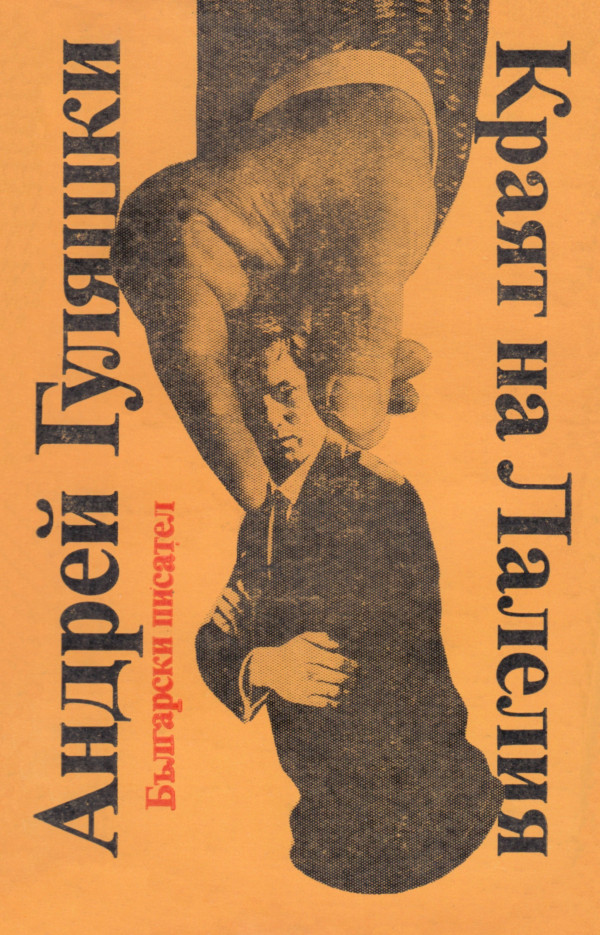 Андрей Гуляшки
Български писател
Краят на Лалелия